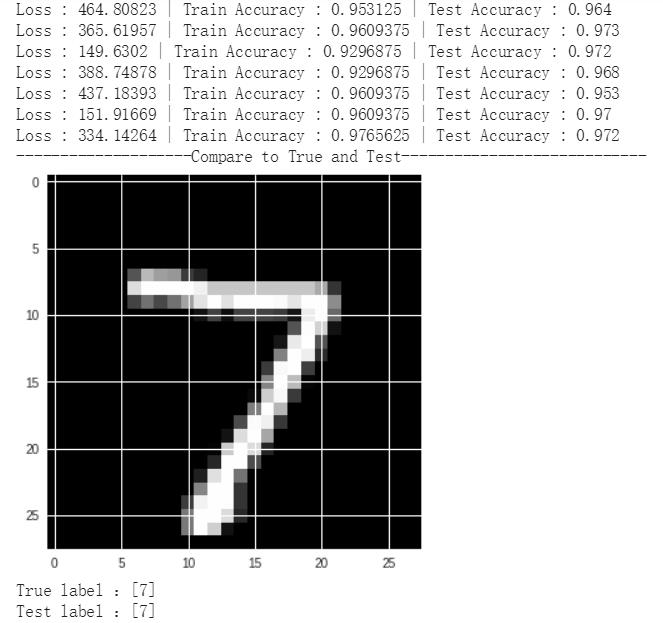 Loss : 464.80823 | Train Accuracy : 0.953125 | Test Accuracy : 0.964
Loss : 365.61957 | Train Accuracy : 0.9609375 | Test Accuracy : 0.973
Loss : 149.6302 | Train Accuracy : 0.9296875 | Test Accuracy : 0.972
Loss : 388.74878 | Train Accuracy : 0.9296875 | Test Accuracy : 0.968
Loss : 437.18393 | Train Accuracy : 0.9609375 | Test Accuracy : 0.953
Loss : 151.91669 | Train Accuracy : 0.9609375 | Test Accuracy : 0.97
Loss : 334.14264 | Train Accuracy : 0.9765625 | Test Accuracy : 0.972
--------------------Compare to True and Test----------------------------
0
5
10
15
20
25
7
0 5 10 15 20 25
True label : [7]
Test label : [7]